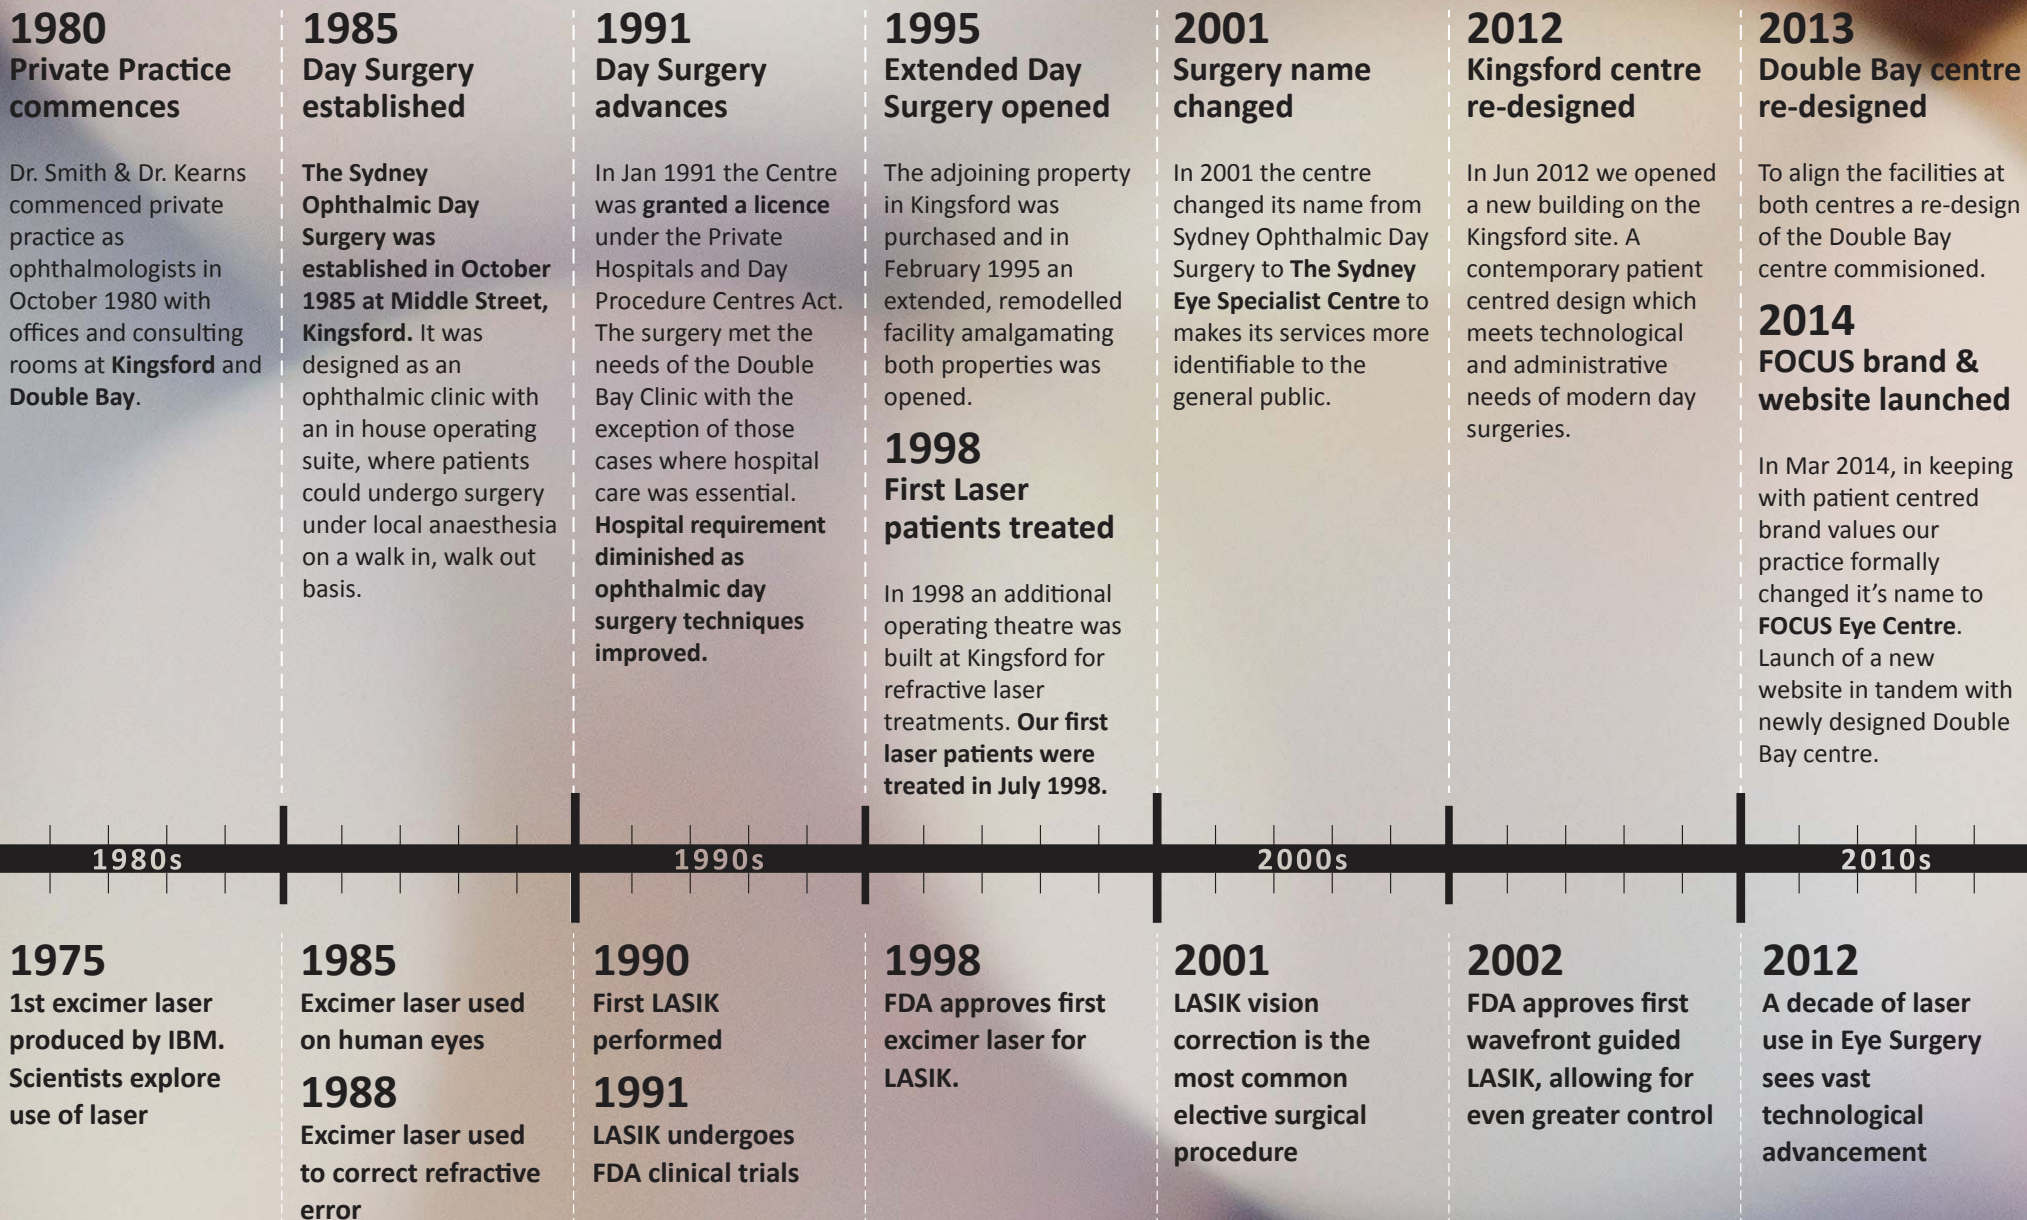 1980
Private Practice
commences
Dr. Smith & Dr. Kearns
commenced private
practice as
ophthalmologists in
October 1980 with
offices and consulting
rooms at Kingsford and
Double Bay.
1985
Day Surgery
established
The Sydney
Ophthalmic Day
Surgery was
established in October
1985 at Middle Street,
Kingsford. It was
designed as an
ophthalmic clinic with
an in house operating
suite, where patients
could undergo surgery
under local anaesthesia
on a walk in, walk out
basis.
1991
Day Surgery
advances
In Jan 1991 the Centre
was granted a licence
under the Private
Hospitals and Day
Procedure Centres Act.
The surgery met the
needs of the Double
Bay Clinic with the
exception of those
cases where hospital
care was essential.
Hospital requirement
diminished as
ophthalmic day
surgery techniques
improved.
1995
Extended Day
Surgery opened
The adjoining property
in Kingsford was
purchased and in
February 1995 an
extended, remodelled
facility amalgamating
both properties was
opened.
1998
First Laser
patients treated
In 1998 an additional
operating theatre was
built at Kingsford for
refractive laser
treatments. Our first
laser patients were
treated in July 1998.
2001
Surgery name
changed
In 2001 the centre
changed its name from
Sydney Ophthalmic Day
Surgery to The Sydney
Eye Specialist Centre to
makes its services more
identifiable to the
general public.
2012
Kingsford centre
re-designed
In Jun 2012 we opened
a new building on the
Kingsford site. A
contemporary patient
centred design which
meets technological
and administrative
needs of modern day
surgeries.
2013
Double Bay centre
re-designed
To align the facilities at
both centres a re-design
of the Double Bay
centre commisioned.
2014
FOCUS brand &
website launched
In Mar 2014, in keeping
with patient centred
brand values our
practice formally
changed it's name to
FOCUS Eye Centre.
Launch of a new
website in tandem with
newly designed Double
Bay centre.
1980s
1990s
2000s
2010s
1975
1st excimer laser
produced by IBM.
Scientists explore
use of laser
1985
Excimer laser used
on human eyes
1988
Excimer laser used
to correct refractive
error
1990
First LASIK
performed
1991
LASIK undergoes
FDA clinical trials
1998
FDA approves first
excimer laser for
LASIK.
2001
LASIK vision
correction is the
most common
elective surgical
procedure
2002
FDA approves first
wavefront guided
LASIK, allowing for
even greater control
2012
A decade of laser
use in Eye Surgery
sees vast
technological
advancement